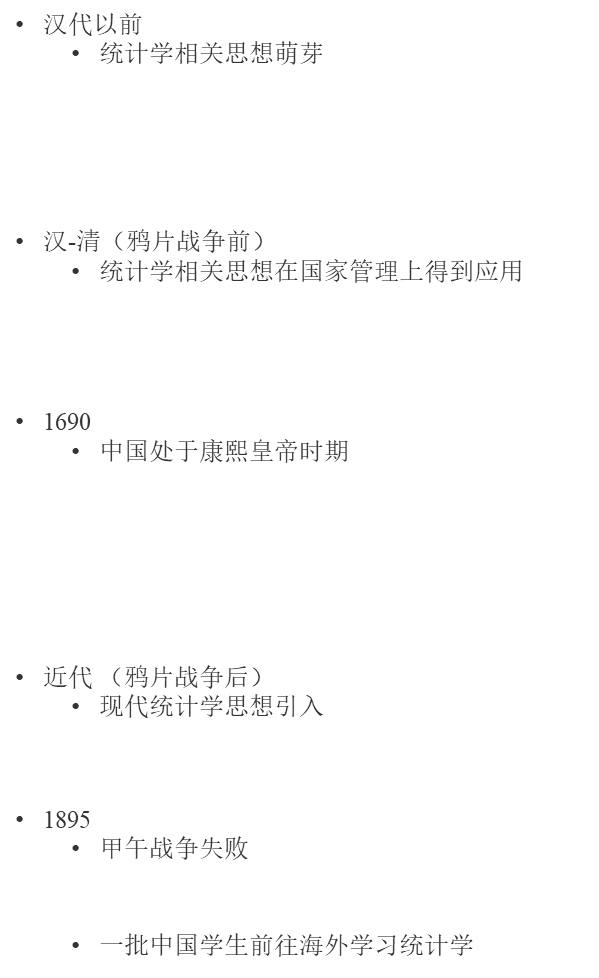 • 汉代以前
• 统计学相关思想萌芽
• 汉-清（鸦片战争前）
• 统计学相关思想在国家管理上得到应用
• 1690
• 中国处于康熙皇帝时期
• 近代 （鸦片战争后）
• 现代统计学思想引入
• 1895
• 甲午战争失败
• 一批中国学生前往海外学习统计学